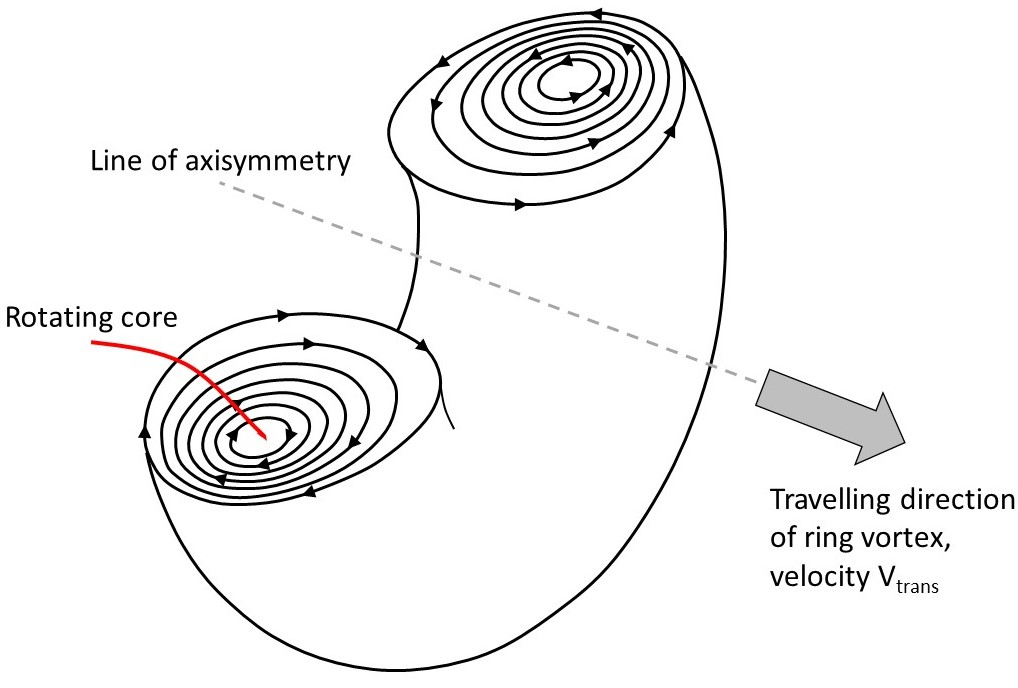 Line of axisymmetry
Rotating core
Travelling direction
of ring vortex,
velocity Vtrans